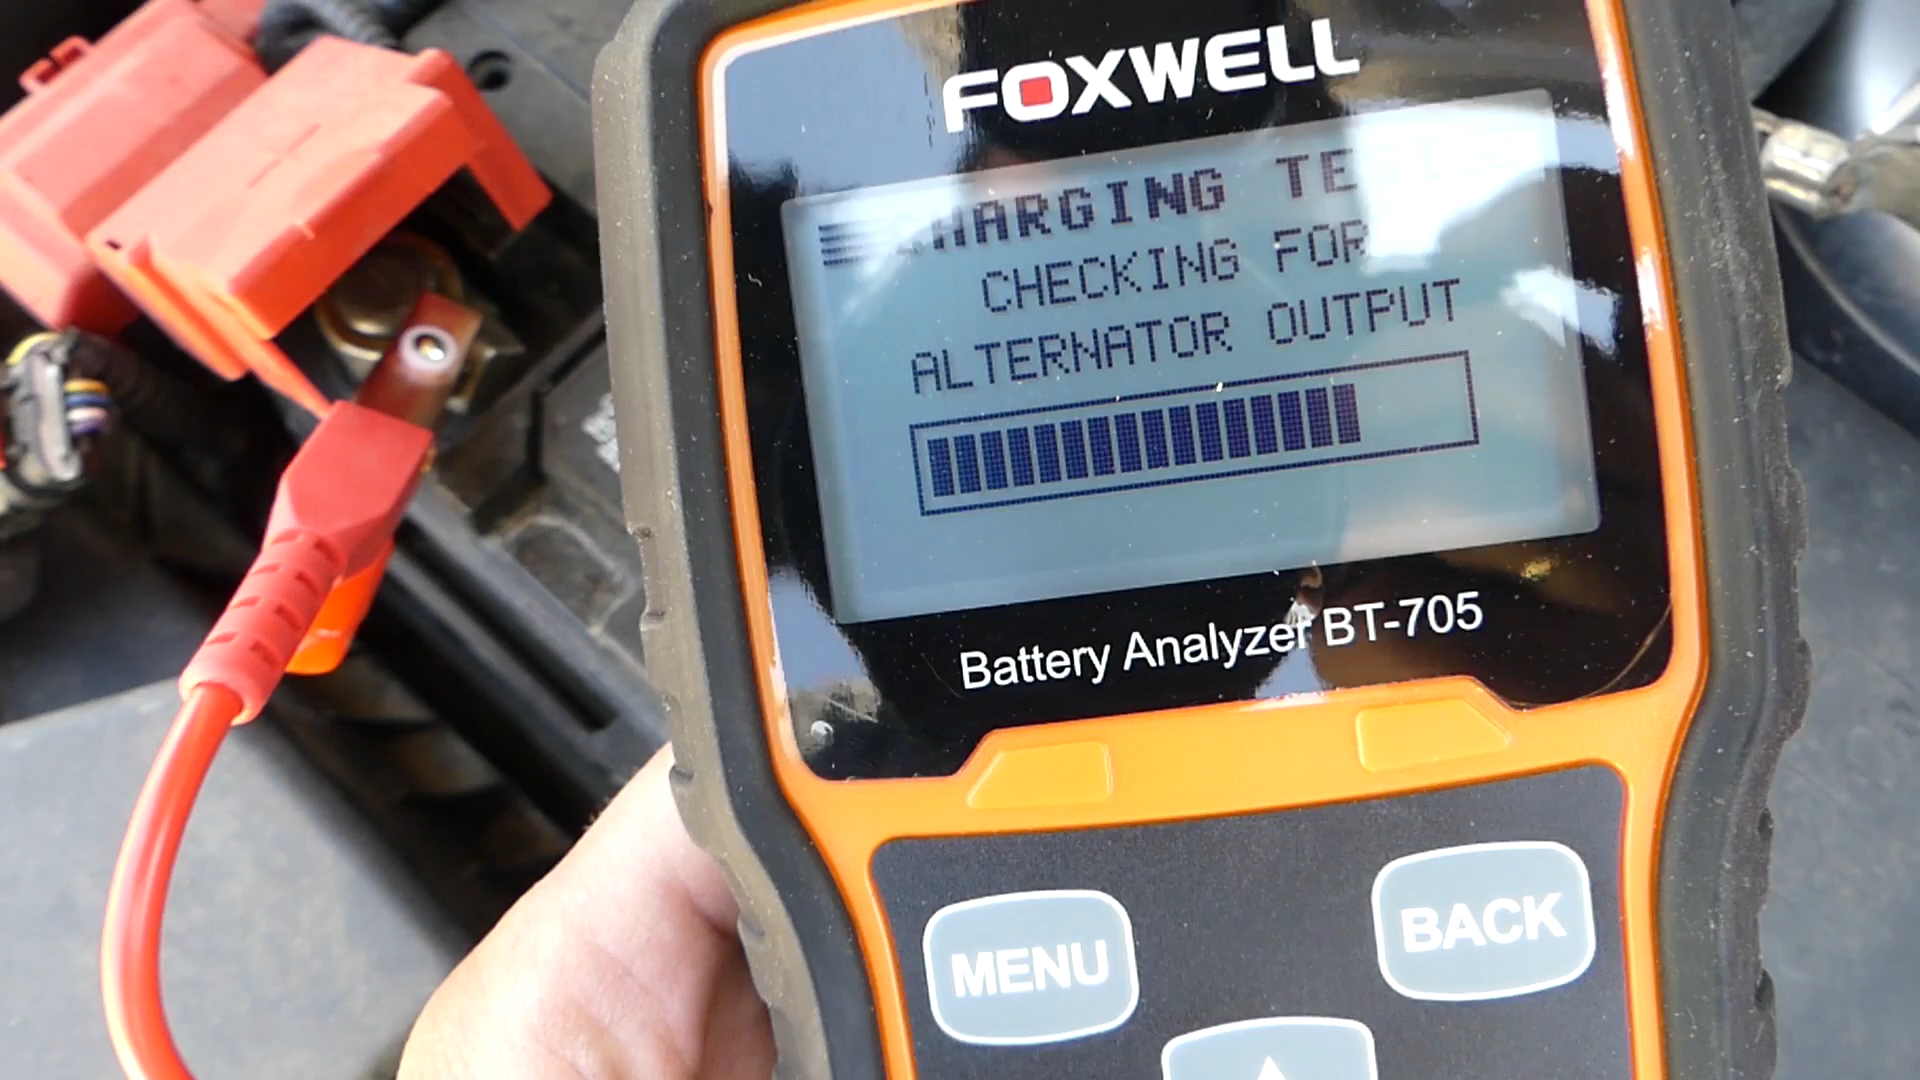 FOXWELL
CHARGING TEST
CHECKING FOR
ALTERNATOR OUTPUT
Battery Analyzer BT-705
MENU
BACK